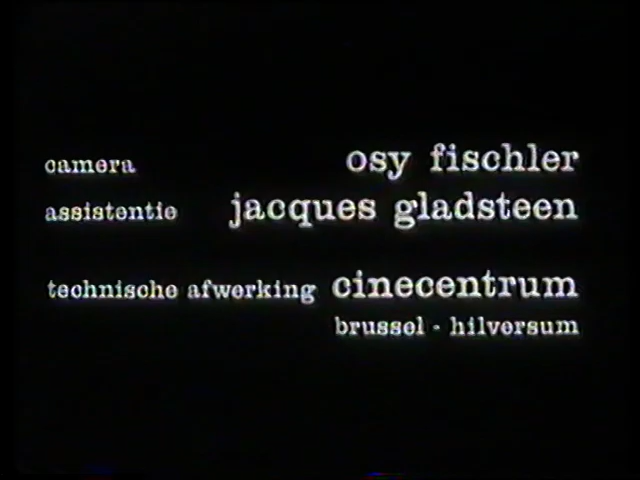 camera osy fischler
assistentie jacques gladsteen
technische afwerking cinecentrum
brussel - hilversum